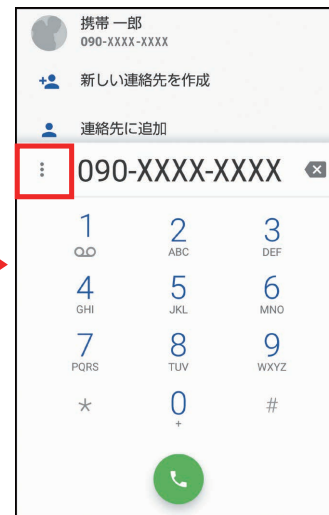 携帯 一郎
090-XXXX-XXXX
新しい連絡先を作成
連絡先に追加
090-XXXX-XXXX
1 2 3
ABC DEF
4 5 6
GHI JKL MNO
7 8 9
PQRS TUV WXYZ
* 0 #
+